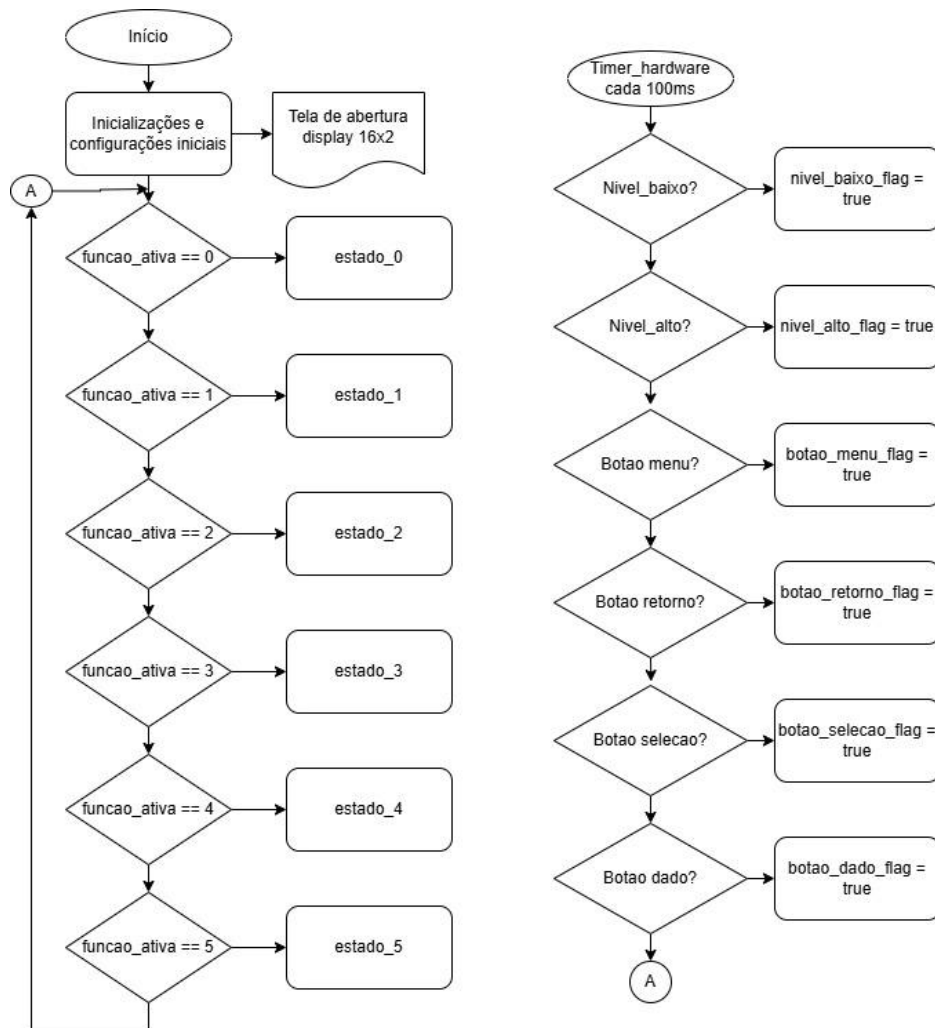 Início
Inicializações e
configurações iniciais
Tela de abertura
display 16x2
A
funcao_ativa == 0
estado_0
funcao_ativa == 1
estado_1
funcao_ativa == 2
estado_2
funcao_ativa == 3
estado_3
funcao_ativa == 4
estado_4
funcao_ativa == 5
estado_5
Timer_hardware
cada 100ms
Nivel_baixo?
nivel_baixo_flag =
true
Nivel_alto?
nivel_alto_flag = true
Botao menu?
botao_menu_flag =
true
Botao retorno?
botao_retorno_flag =
true
Botao selecao?
botao_selecao_flag =
true
Botao dado?
botao_dado_flag =
true
A